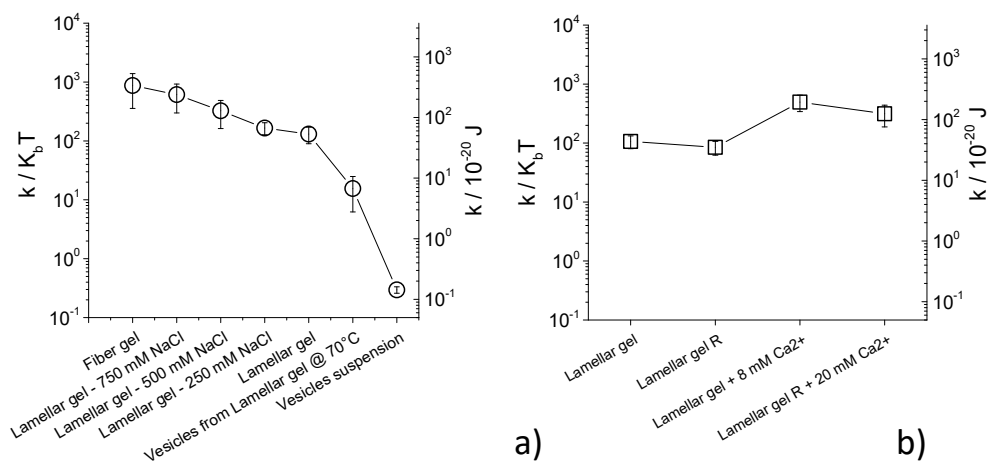 10^4
10^3
10^2
10^1
10^0
10^-1
k / K_bT
10^3
10^2
10^1
10^0
10^-1
k / 10^-20 J
Fiber gel
Lamellar gel - 750 mM NaCl
Lamellar gel - 500 mM NaCl
Lamellar gel - 250 mM NaCl
Lamellar gel
Vesicles from Lamellar gel @ 70°C
Vesicles suspension
a)
10^4
10^3
10^2
10^1
10^0
10^-1
k / K_bT
10^3
10^2
10^1
10^0
10^-1
k / 10^-20 J
Lamellar gel
Lamellar gel R
Lamellar gel + 8 mM Ca2+
Lamellar gel R + 20 mM Ca2+
b)